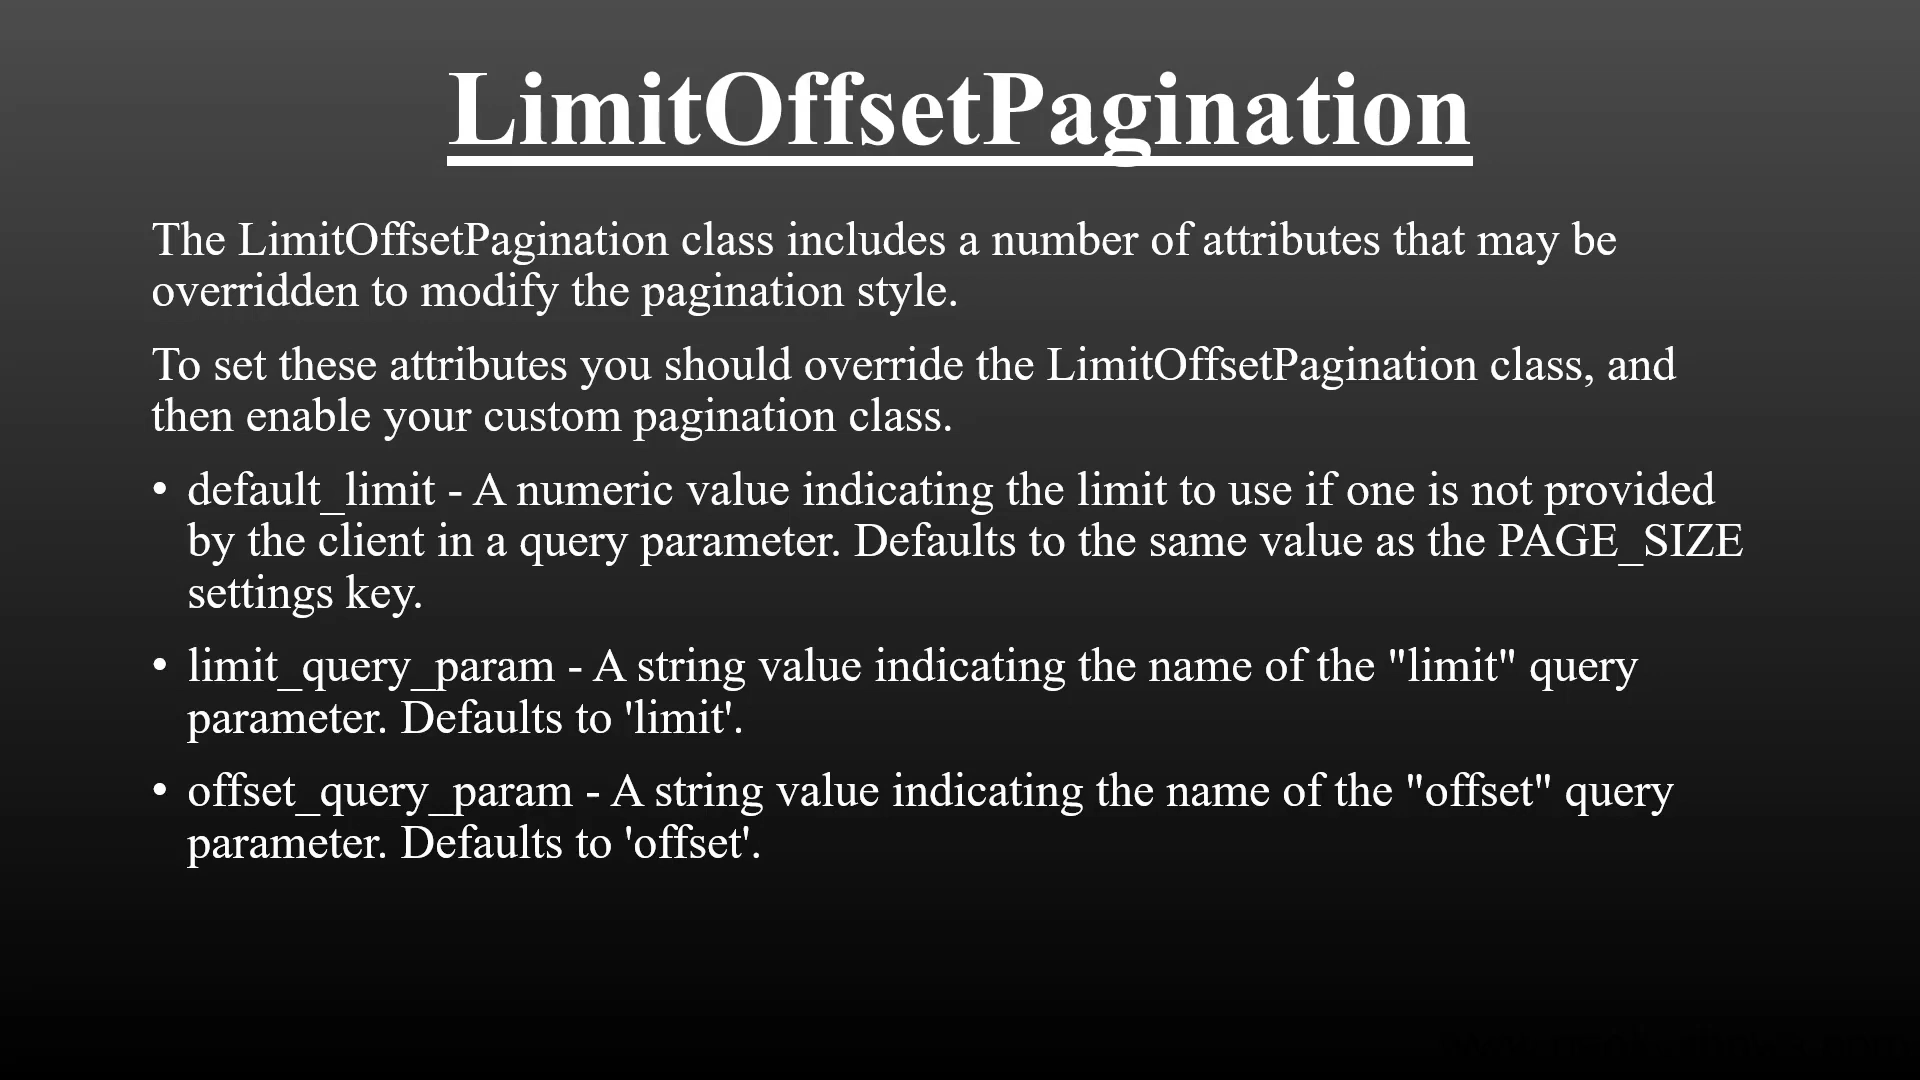 LimitOffsetPagination
The LimitOffsetPagination class includes a number of attributes that may be
overridden to modify the pagination style.
To set these attributes you should override the LimitOffsetPagination class, and
then enable your custom pagination class.
• default_limit - A numeric value indicating the limit to use if one is not provided
by the client in a query parameter. Defaults to the same value as the PAGE_SIZE
settings key.
• limit_query_param - A string value indicating the name of the "limit" query
parameter. Defaults to 'limit'.
• offset_query_param - A string value indicating the name of the "offset" query
parameter. Defaults to 'offset'.